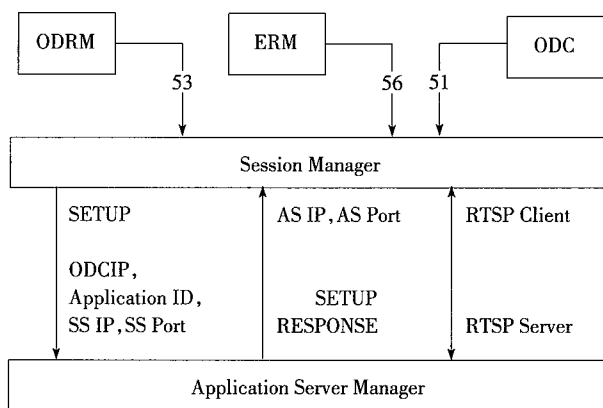 ODRM
ERM
ODC
53
56
51
Session Manager
SETUP
AS IP, AS Port
RTSP Client
ODCIP,
Application ID,
SS IP, SS Port
SETUP
RESPONSE
RTSP Server
Application Server Manager